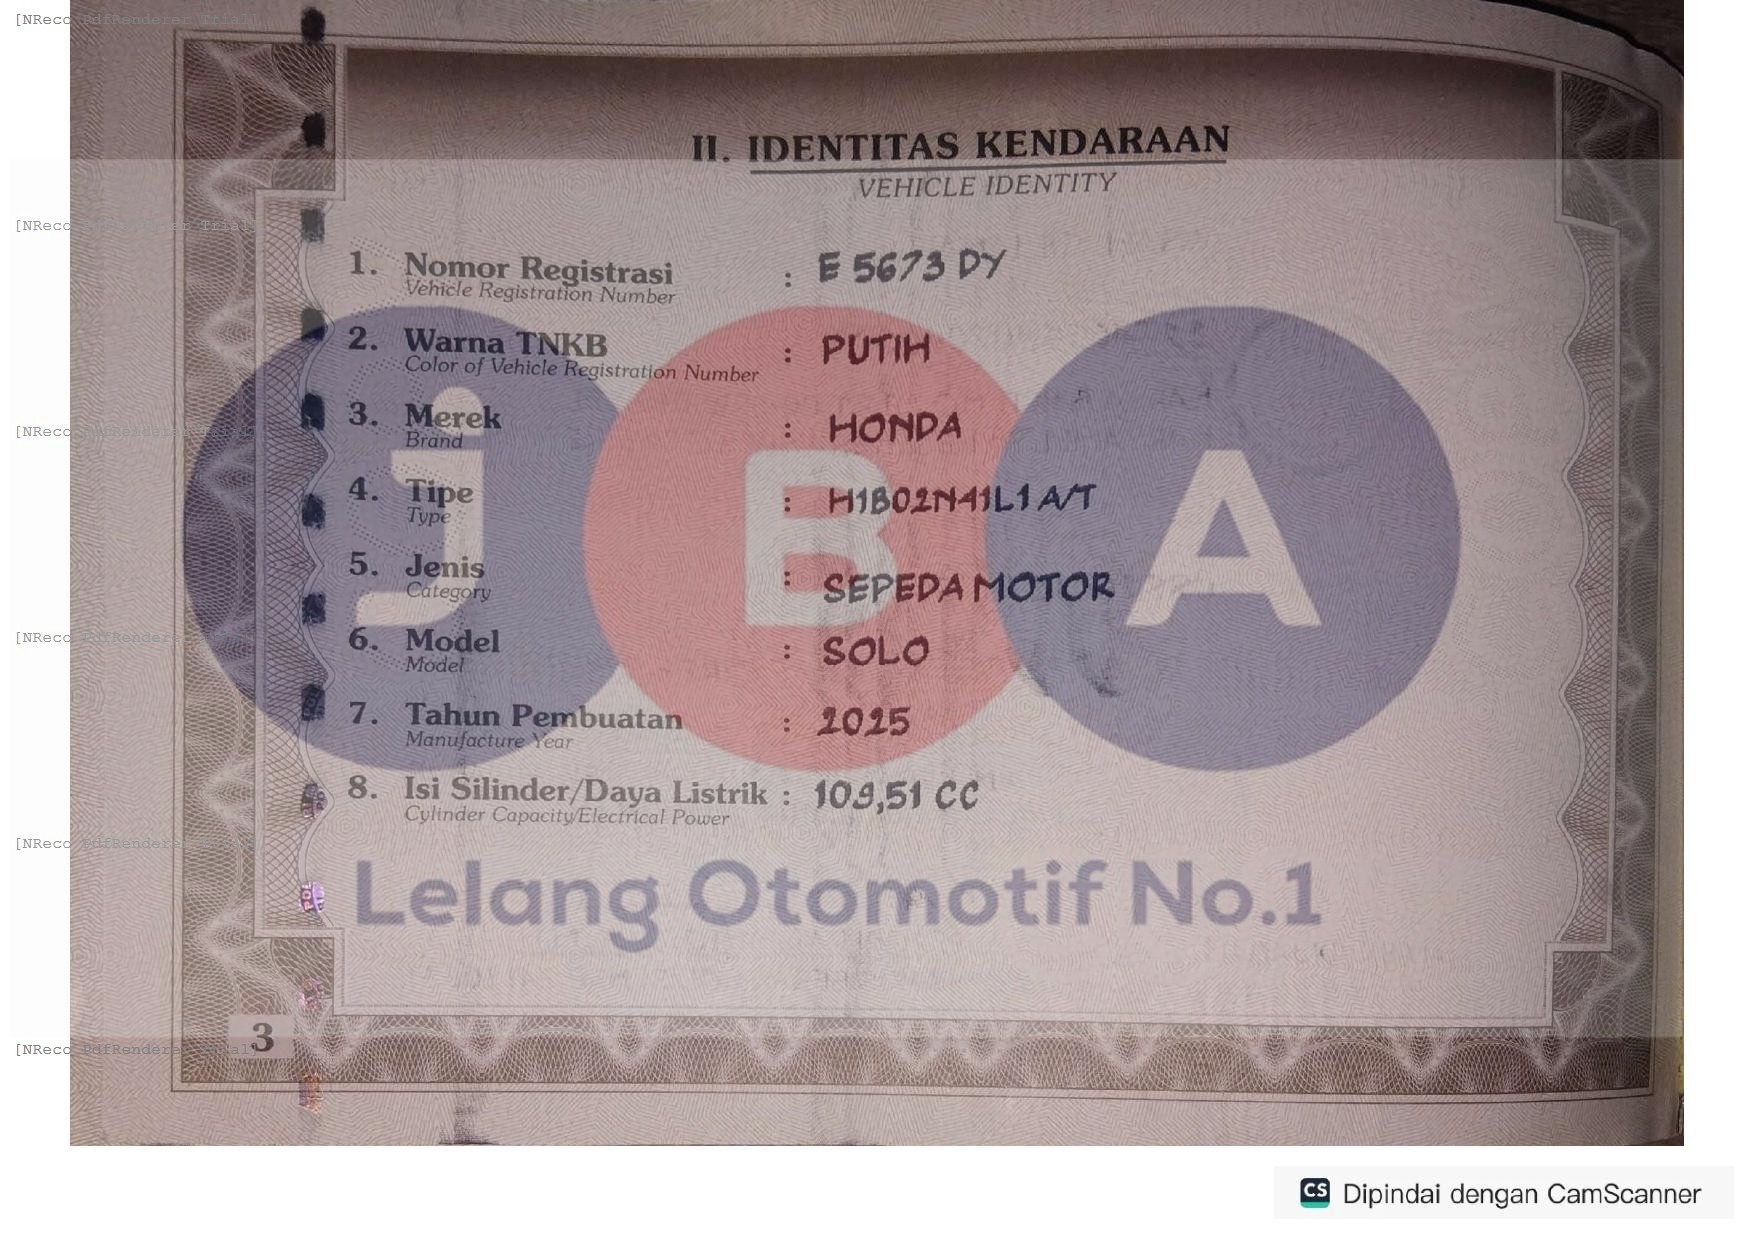 II. IDENTITAS KENDARAAN
VEHICLE IDENTITY
1. Nomor Registrasi : E 5673 DY
Vehicle Registration Number
2. Warna TNKB : PUTIH
Color of Vehicle Registration Number
3. Merek : HONDA
Brand
4. Tipe : H1B02N41L1 A/T
Type
5. Jenis : SEPEDA MOTOR
Category
6. Model : SOLO
Model
7. Tahun Pembuatan : 2025
Manufacture Year
8. Isi Silinder/Daya Listrik : 109,51 CC
Cylinder Capacity/Electrical Power
jBA
Lelang Otomotif No.1
3
CS Dipindai dengan CamScanner